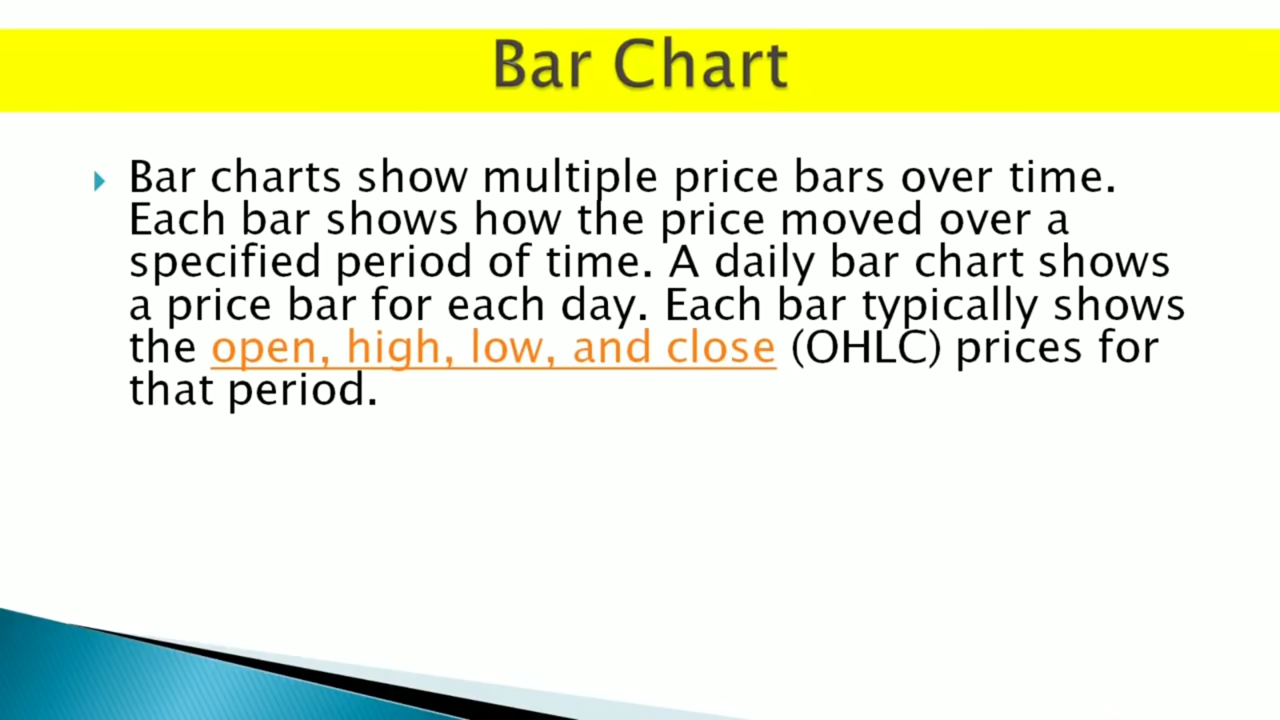 Bar Chart
Bar charts show multiple price bars over time.
Each bar shows how the price moved over a
specified period of time. A daily bar chart shows
a price bar for each day. Each bar typically shows
the open, high, low, and close (OHLC) prices for
that period.